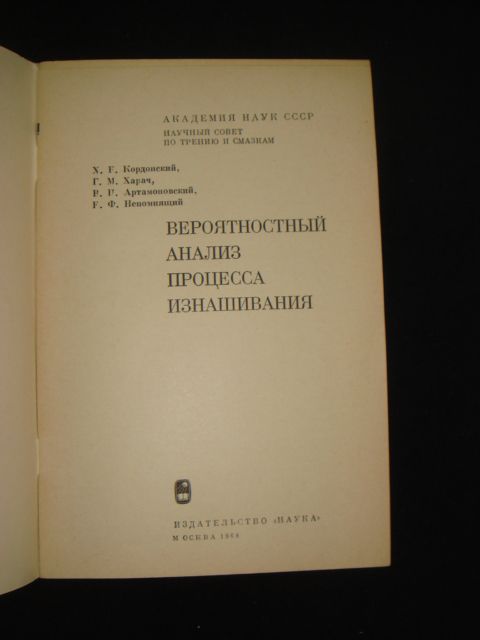 АКАДЕМИЯ НАУК СССР
НАУЧНЫЙ СОВЕТ
ПО ТРЕНИЮ И СМАЗКАМ
Х. Б. Кордонский,
Г. М. Харач,
В. П. Артамоновский,
Е. Ф. Непомнящий
ВЕРОЯТНОСТНЫЙ
АНАЛИЗ
ПРОЦЕССА
ИЗНАШИВАНИЯ
ИЗДАТЕЛЬСТВО «НАУКА»
МОСКВА 1968